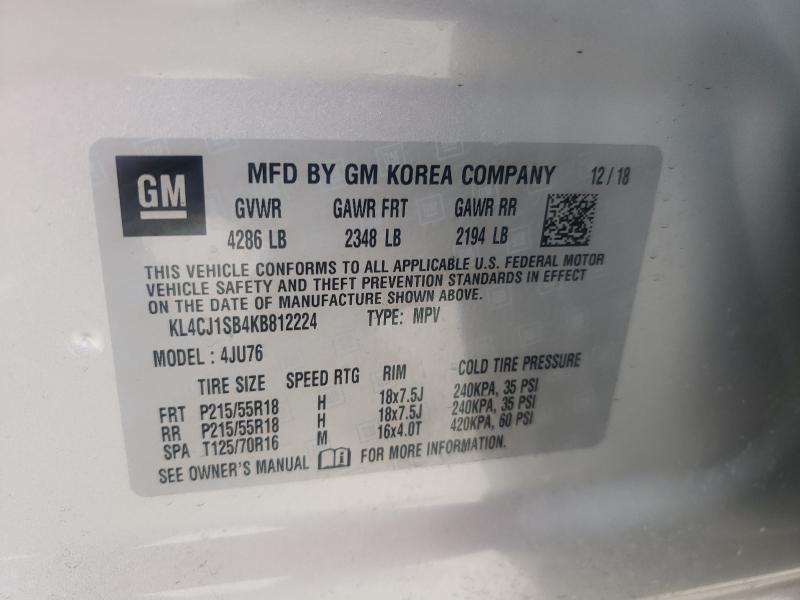 GM MFD BY GM KOREA COMPANY 12/18
GVWR GAWR FRT GAWR RR
4286 LB 2348 LB 2194 LB
THIS VEHICLE CONFORMS TO ALL APPLICABLE U.S. FEDERAL MOTOR
VEHICLE SAFETY AND THEFT PREVENTION STANDARDS IN EFFECT
ON THE DATE OF MANUFACTURE SHOWN ABOVE.
KL4CJ1SB4KB812224 TYPE: MPV
MODEL : 4JU76
TIRE SIZE SPEED RTG RIM COLD TIRE PRESSURE
FRT P215/55R18 H 18x7.5J 240KPA, 35 PSI
RR P215/55R18 H 18x7.5J 240KPA, 35 PSI
SPA T125/70R16 M 16x4.0T 420KPA, 60 PSI
SEE OWNER'S MANUAL i FOR MORE INFORMATION.